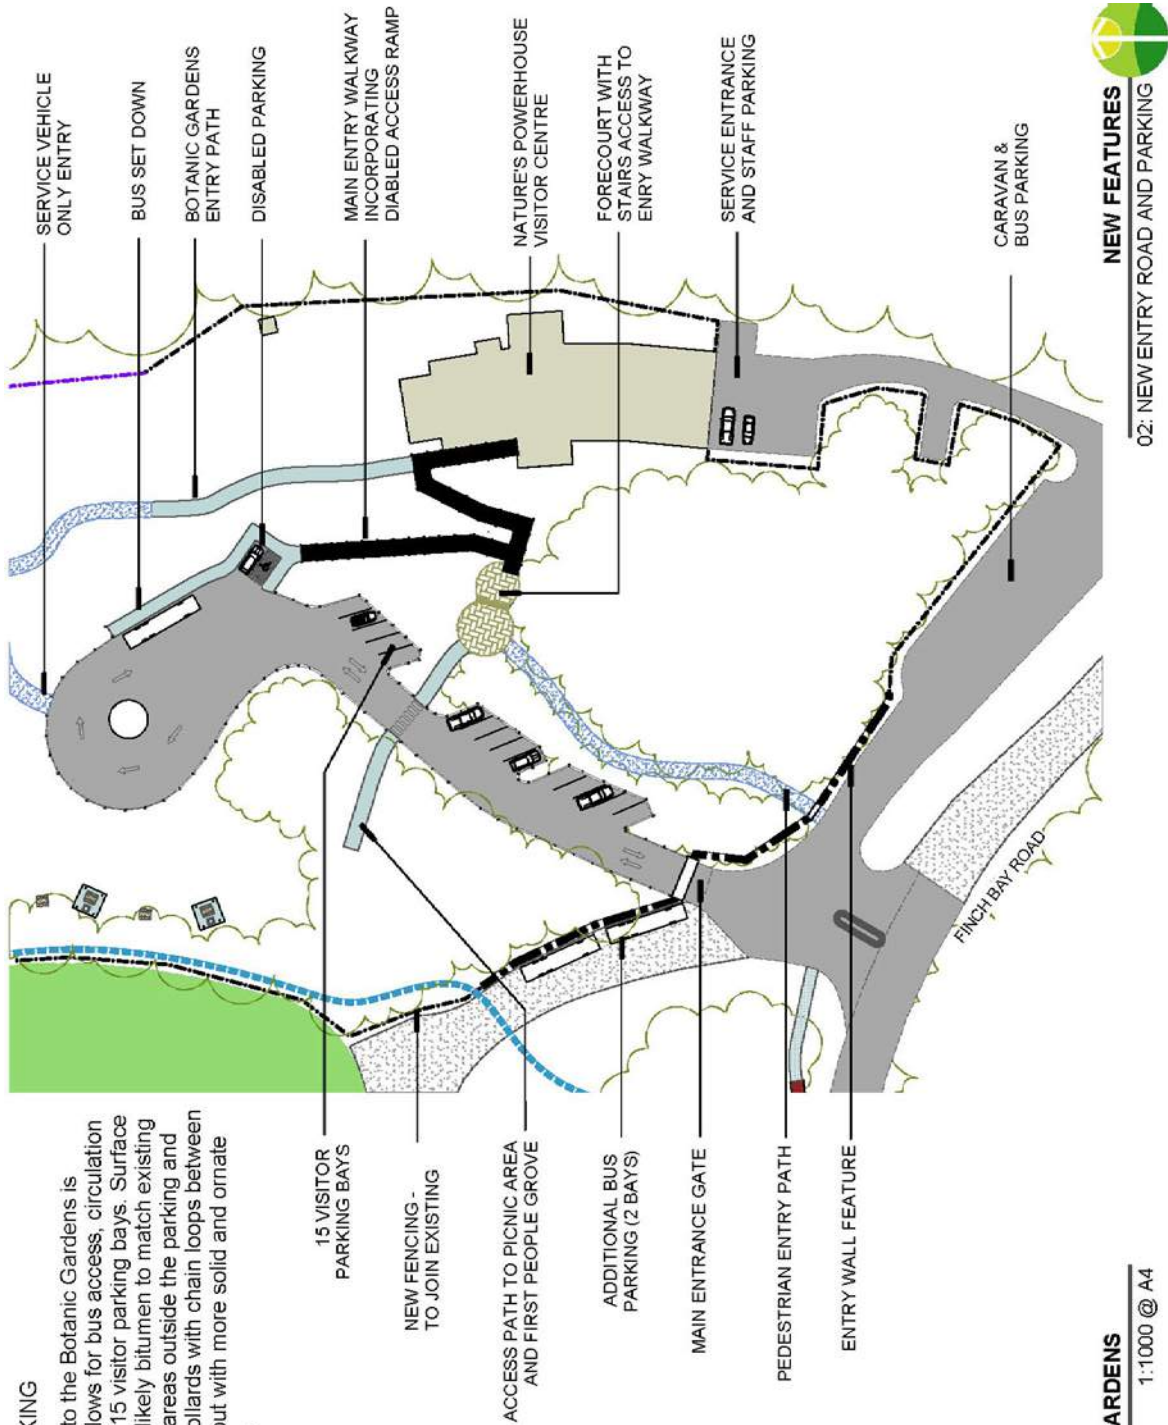 KING
to the Botanic Gardens is
lows for bus access, circulation
15 visitor parking bays. Surface
likely bitumen to match existing
areas outside the parking and
ollards with chain loops between
out with more solid and ornate
SERVICE VEHICLE
ONLY ENTRY
BUS SET DOWN
BOTANIC GARDENS
ENTRY PATH
DISABLED PARKING
MAIN ENTRY WALKWAY
INCORPORATING
DIABLED ACCESS RAMP
NATURE'S POWERHOUSE
VISITOR CENTRE
FORECOURT WITH
STAIRS ACCESS TO
ENRY WALKWAY
SERVICE ENTRANCE
AND STAFF PARKING
CARAVAN &
BUS PARKING
15 VISITOR
PARKING BAYS
NEW FENCING -
TO JOIN EXISTING
ACCESS PATH TO PICNIC AREA
AND FIRST PEOPLE GROVE
ADDITIONAL BUS
PARKING (2 BAYS)
MAIN ENTRANCE GATE
PEDESTRIAN ENTRY PATH
ENTRY WALL FEATURE
FINCH BAY ROAD
ARDENS
1:1000 @ A4
NEW FEATURES
02: NEW ENTRY ROAD AND PARKING